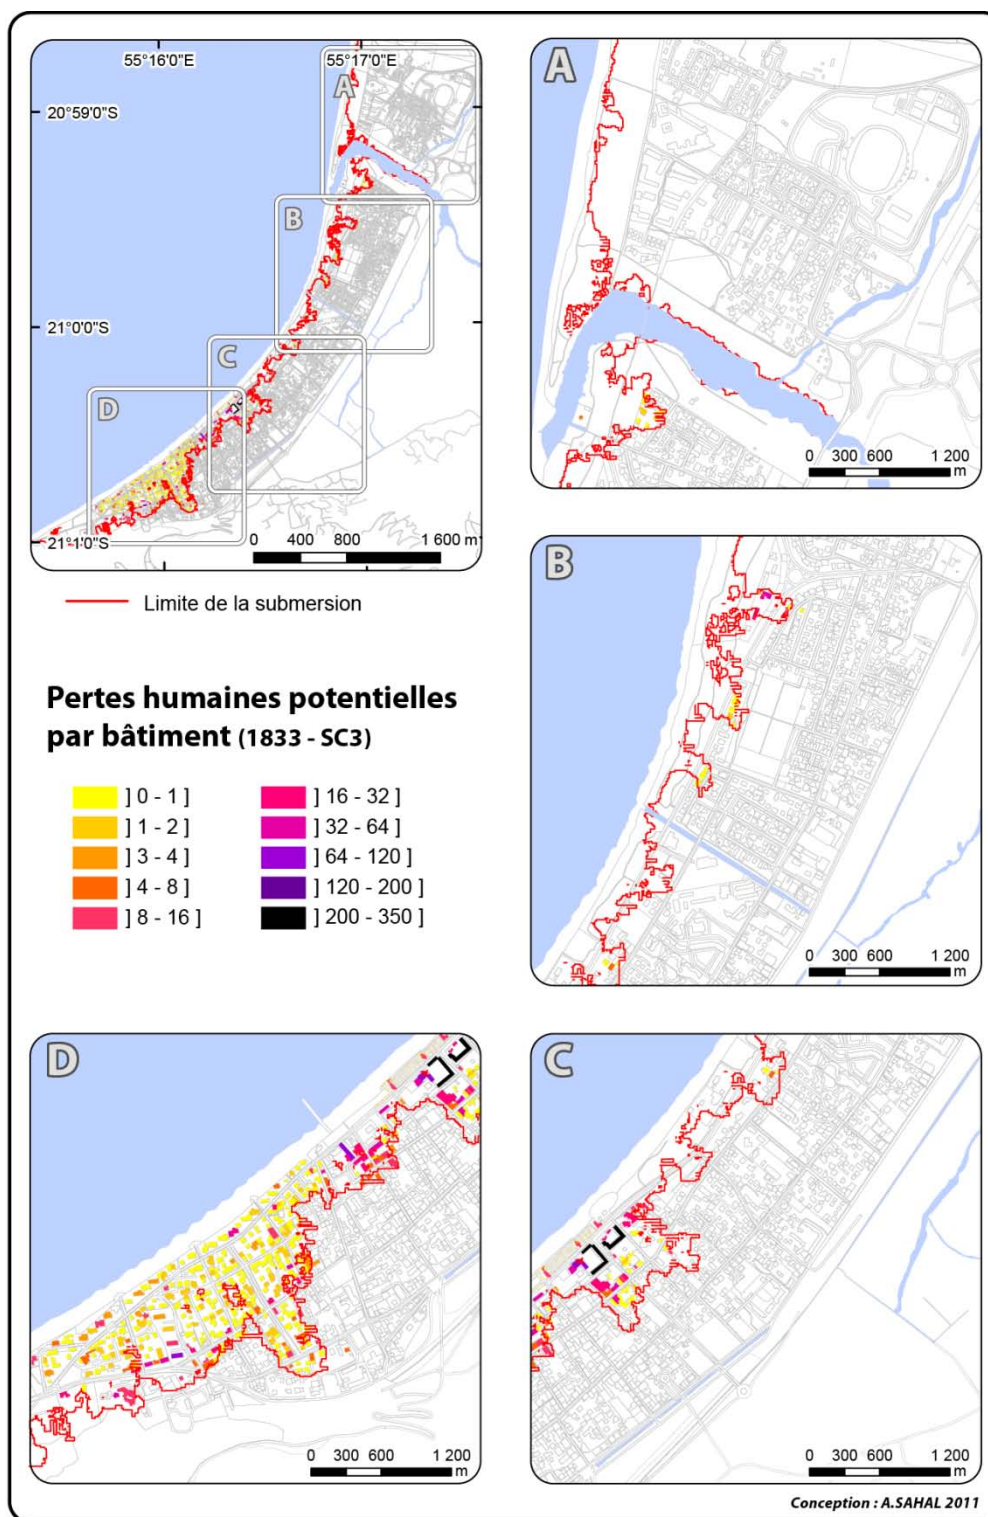 55°16'0"E
55°17'0"E
20°59'0"S
21°0'0"S
21°1'0"S
A
B
C
D
0 400 800 1 600 m
Limite de la submersion
Pertes humaines potentielles
par bâtiment (1833 - SC3)
] 0 - 1 ]
] 1 - 2 ]
] 3 - 4 ]
] 4 - 8 ]
] 8 - 16 ]
] 16 - 32 ]
] 32 - 64 ]
] 64 - 120 ]
] 120 - 200 ]
] 200 - 350 ]
A
0 300 600 1 200
m
B
0 300 600 1 200
m
D
0 300 600 1 200
m
C
0 300 600 1 200
m
Conception : A.SAHAL 2011